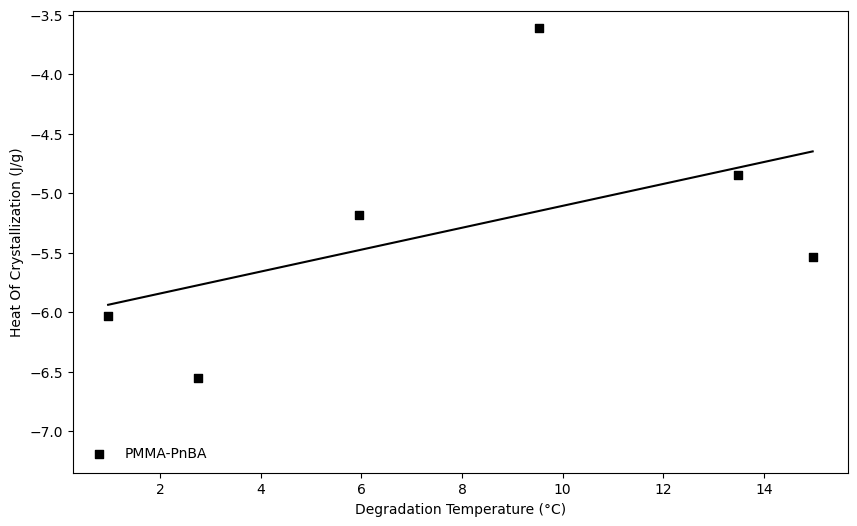 −3.5
−4.0
−4.5
−5.0
−5.5
−6.0
−6.5
−7.0
Heat Of Crystallization (J/g)
PMMA-PnBA
2 4 6 8 10 12 14
Degradation Temperature (°C)